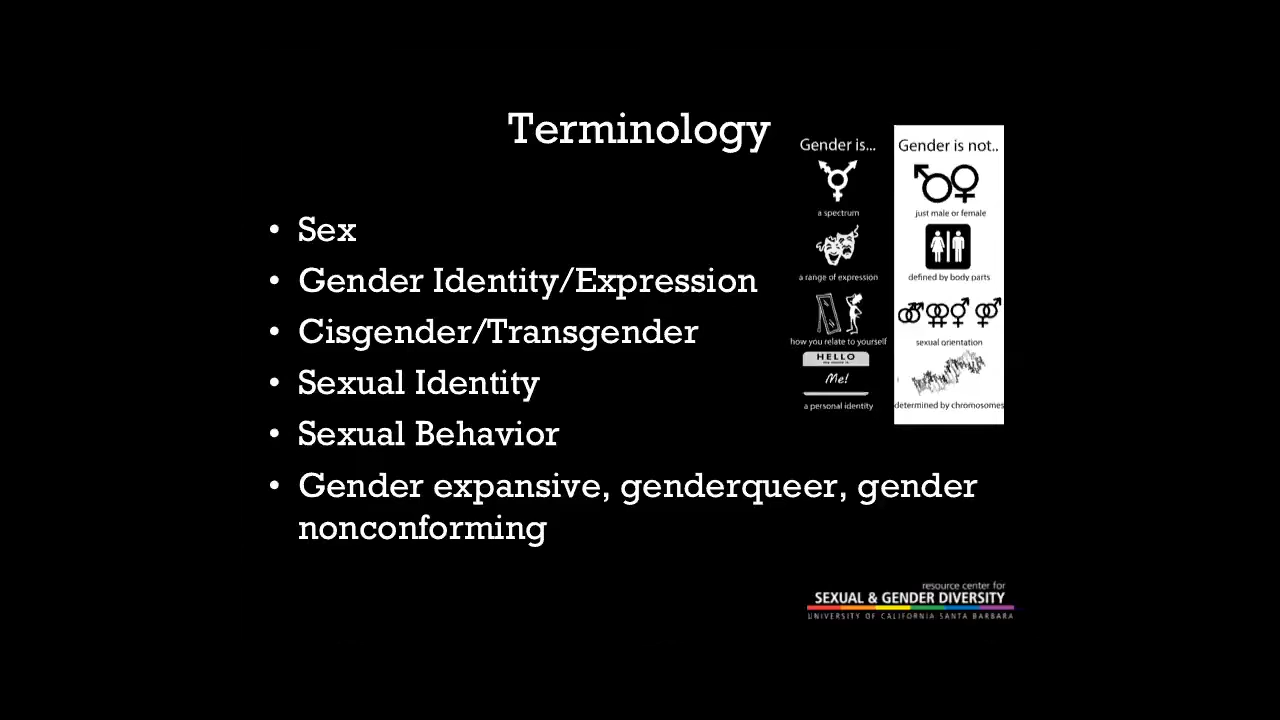 Terminology
• Sex
• Gender Identity/Expression
• Cisgender/Transgender
• Sexual Identity
• Sexual Behavior
• Gender expansive, genderqueer, gender
nonconforming
Gender is...
a spectrum
a range of expression
how you relate to yourself
HELLO
my name is
Me!
a personal identity
Gender is not..
just male or female
defined by body parts
sexual orientation
determined by chromosomes
resource center for
SEXUAL & GENDER DIVERSITY
UNIVERSITY OF CALIFORNIA SANTA BARBARA